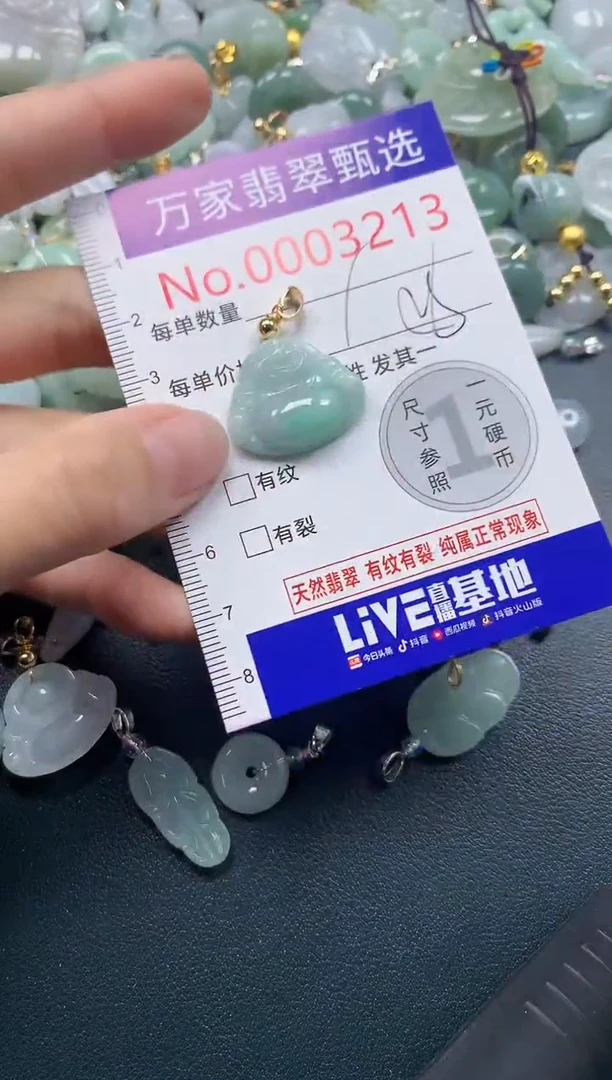 万家翡翠甄选
No.0003213
每单数量
每单价
性 发其一
1
2
3
6
7
8
一元硬币
1
尺寸参照
□有纹
□有裂
天然翡翠 有纹有裂 纯属正常现象
LiVE直播基地
今日头条 抖音 西瓜视频 抖音火山版